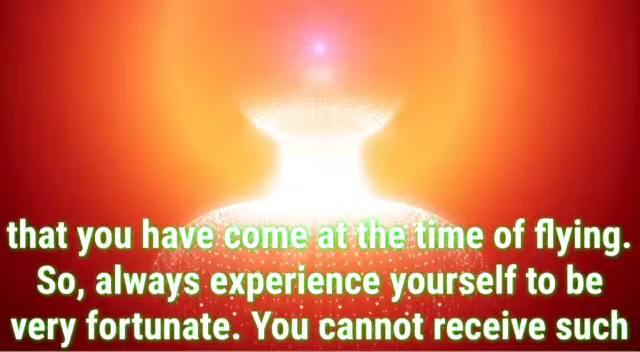 that you have come at the time of flying.
So, always experience yourself to be
very fortunate. You cannot receive such